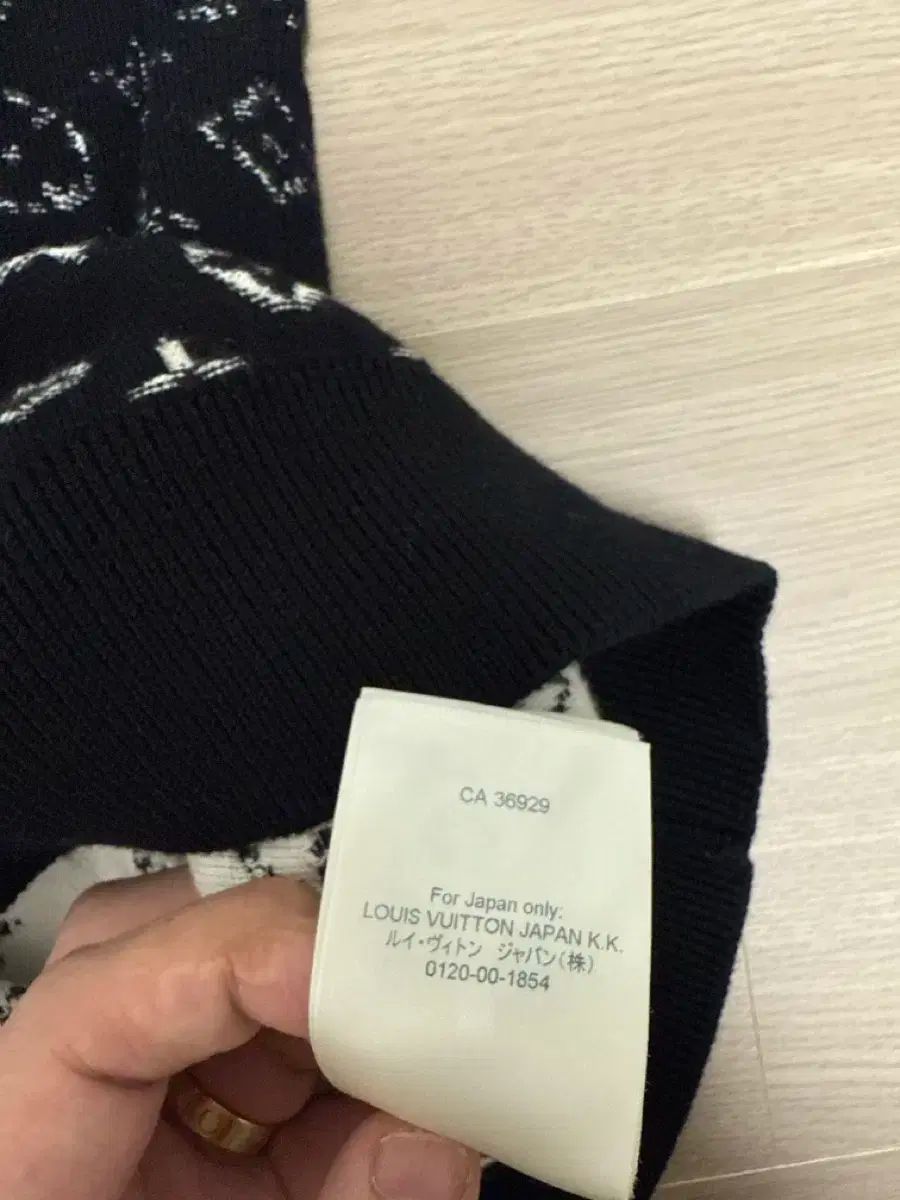 CA 36929
For Japan only:
LOUIS VUITTON JAPAN K.K.
ルイ・ヴィトン ジャパン(株)
0120-00-1854